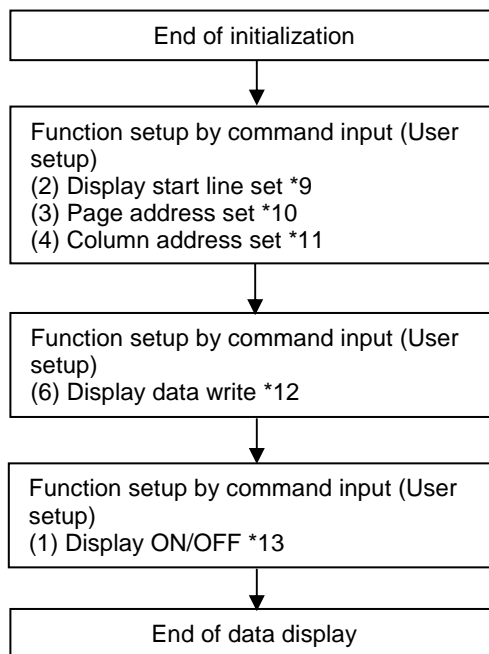 End of initialization
Function setup by command input (User
setup)
(2) Display start line set *9
(3) Page address set *10
(4) Column address set *11
Function setup by command input (User
setup)
(6) Display data write *12
Function setup by command input (User
setup)
(1) Display ON/OFF *13
End of data display